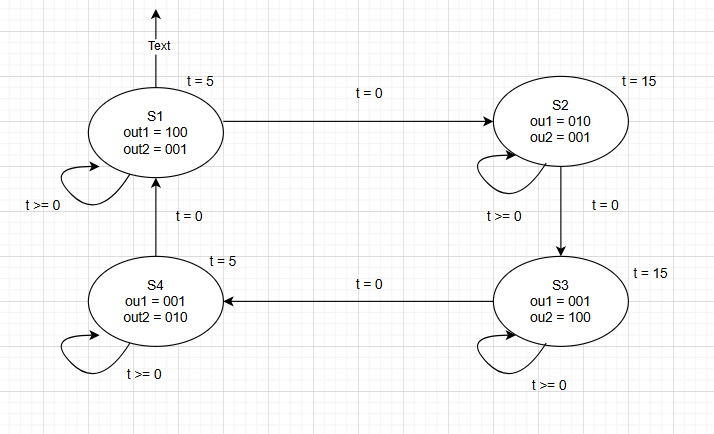 Text
t = 5
t = 0
t = 15
S1
out1 = 100
out2 = 001
S2
ou1 = 010
ou2 = 001
t >= 0
t >= 0
t = 0
t = 0
t = 5
t = 15
S4
ou1 = 001
out2 = 010
t = 0
S3
ou1 = 001
ou2 = 100
t >= 0
t >= 0